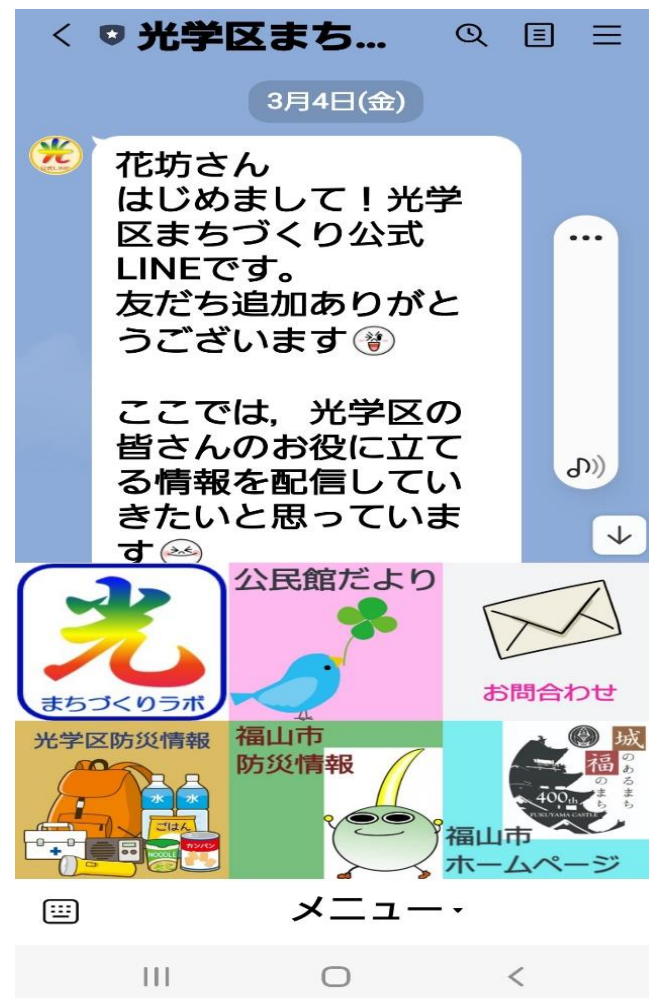 光学区まち...
3月4日(金)
花坊さん
はじめまして！光学
区まちづくり公式
LINEです。
友だち追加ありがと
うございます
ここでは，光学区の
皆さんのお役に立て
る情報を配信してい
きたいと思っていま
す
光
まちづくりラボ
公民館だより
お問合わせ
光学区防災情報
水 水
ごはん
NOODLE
カンパン
福山市
防災情報
城のあるまち
福のまち
400th
FUKUYAMA CASTLE
福山市
ホームページ
メニュー